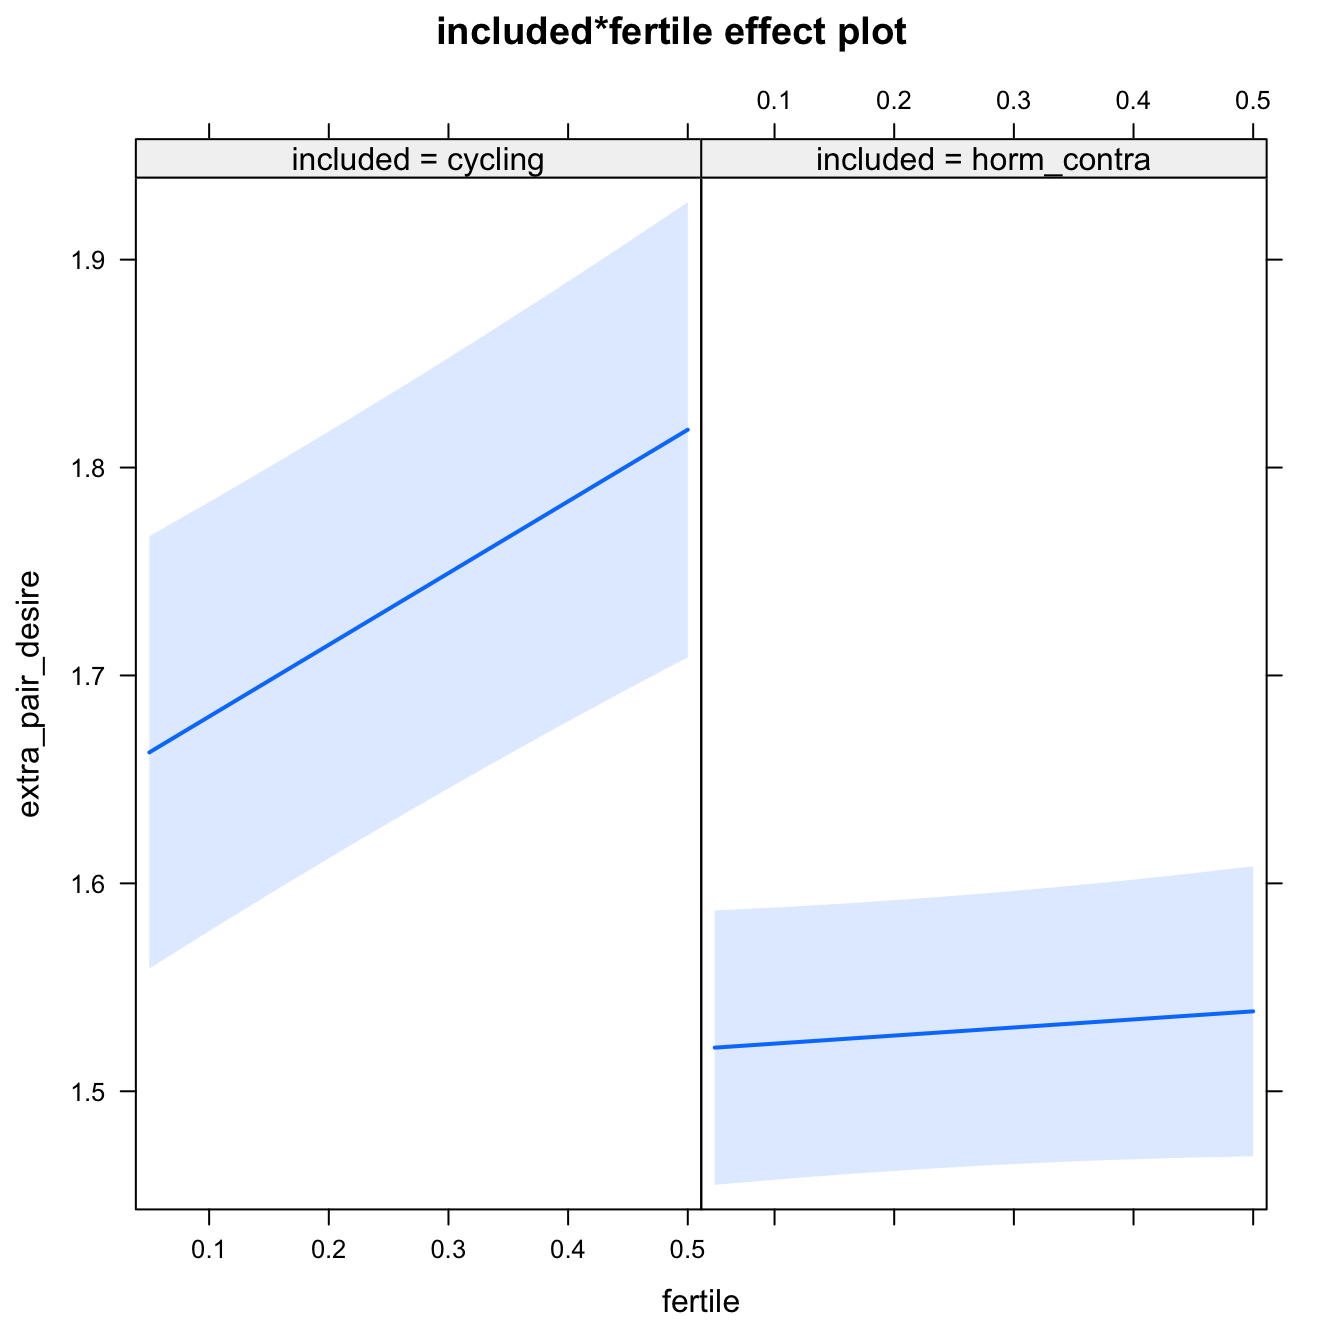 included*fertile effect plot
0.1 0.2 0.3 0.4 0.5
included = cycling included = horm_contra
1.9
1.8
1.7
1.6
1.5
extra_pair_desire
0.1 0.2 0.3 0.4 0.5
fertile